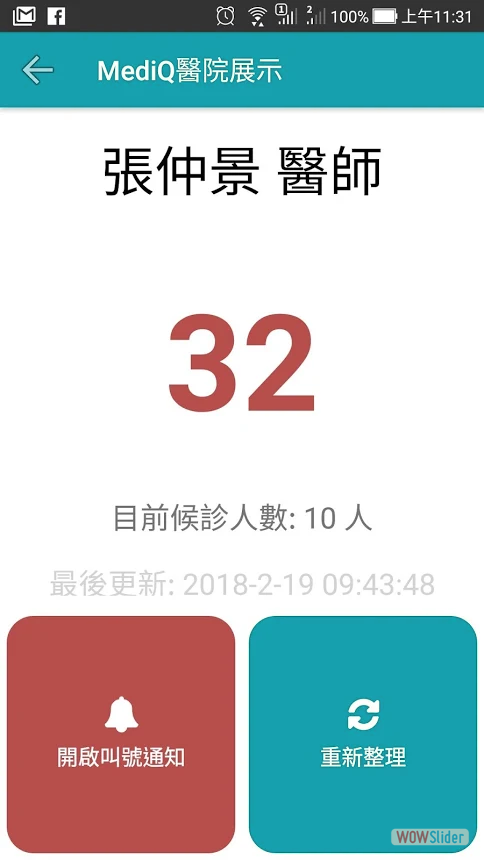 1 2 100% 上午11:31
MediQ醫院展示
張仲景 醫師
32
目前候診人數: 10 人
最後更新: 2018-2-19 09:43:48
開啟叫號通知
重新整理
WOWSlider